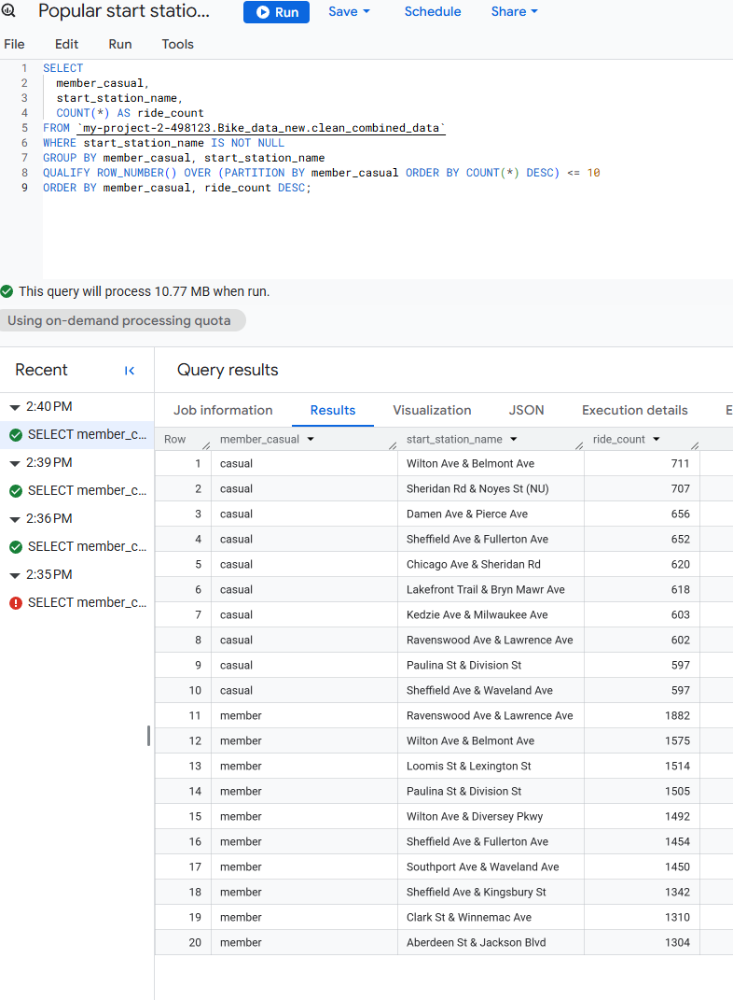 Popular start statio...
Run
Save
Schedule
Share
File Edit Run Tools
1 SELECT
2 member_casual,
3 start_station_name,
4 COUNT(*) AS ride_count
5 FROM `my-project-2-498123.Bike_data_new.clean_combined_data`
6 WHERE start_station_name IS NOT NULL
7 GROUP BY member_casual, start_station_name
8 QUALIFY ROW_NUMBER() OVER (PARTITION BY member_casual ORDER BY COUNT(*) DESC) <= 10
9 ORDER BY member_casual, ride_count DESC;
This query will process 10.77 MB when run.
Using on-demand processing quota
Recent
2:40 PM
SELECT member_c...
2:39 PM
SELECT member_c...
2:36 PM
SELECT member_c...
2:35 PM
SELECT member_c...
Query results
Job information Results Visualization JSON Execution details E
Row member_casual start_station_name ride_count
1 casual Wilton Ave & Belmont Ave 711
2 casual Sheridan Rd & Noyes St (NU) 707
3 casual Damen Ave & Pierce Ave 656
4 casual Sheffield Ave & Fullerton Ave 652
5 casual Chicago Ave & Sheridan Rd 620
6 casual Lakefront Trail & Bryn Mawr Ave 618
7 casual Kedzie Ave & Milwaukee Ave 603
8 casual Ravenswood Ave & Lawrence Ave 602
9 casual Paulina St & Division St 597
10 casual Sheffield Ave & Waveland Ave 597
11 member Ravenswood Ave & Lawrence Ave 1882
12 member Wilton Ave & Belmont Ave 1575
13 member Loomis St & Lexington St 1514
14 member Paulina St & Division St 1505
15 member Wilton Ave & Diversey Pkwy 1492
16 member Sheffield Ave & Fullerton Ave 1454
17 member Southport Ave & Waveland Ave 1450
18 member Sheffield Ave & Kingsbury St 1342
19 member Clark St & Winnemac Ave 1310
20 member Aberdeen St & Jackson Blvd 1304